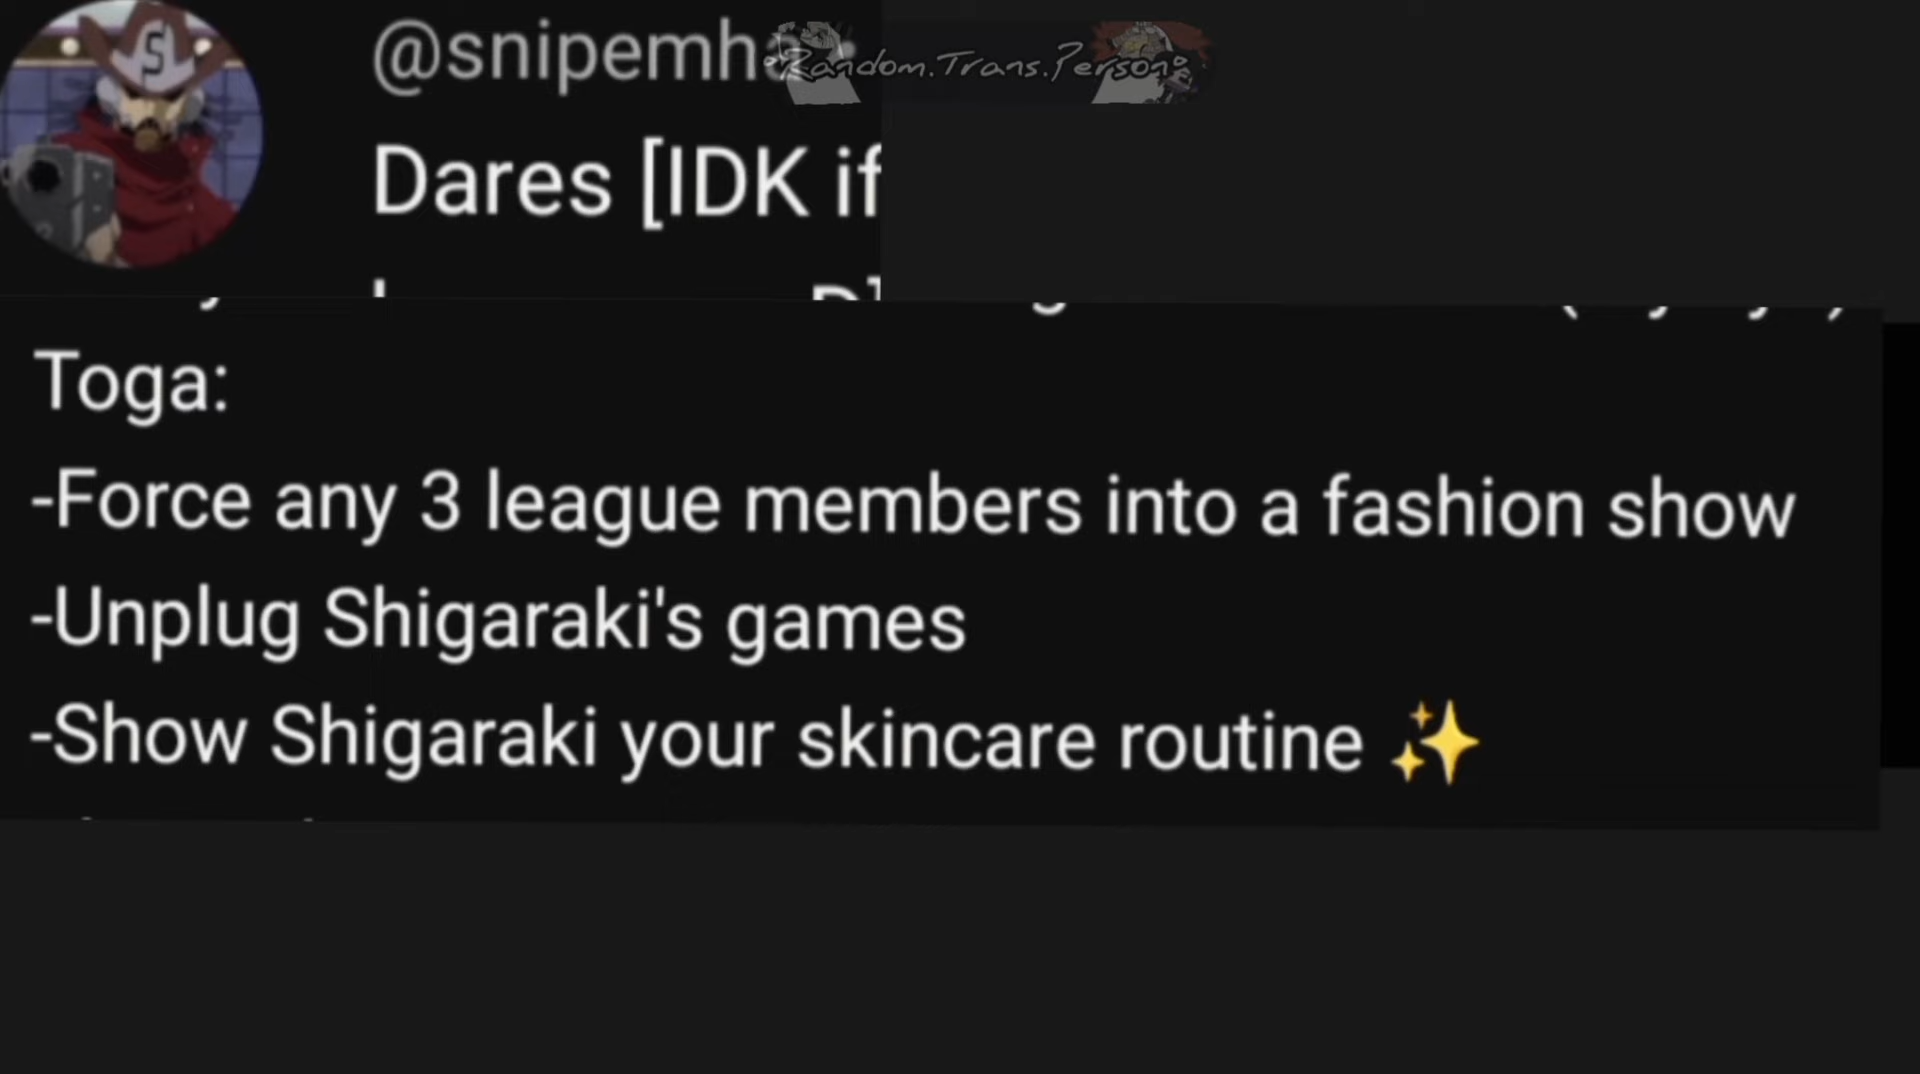 @snipemha
Random.Trans.Person
S
Dares [IDK if
Toga:
-Force any 3 league members into a fashion show
-Unplug Shigaraki's games
-Show Shigaraki your skincare routine ✨